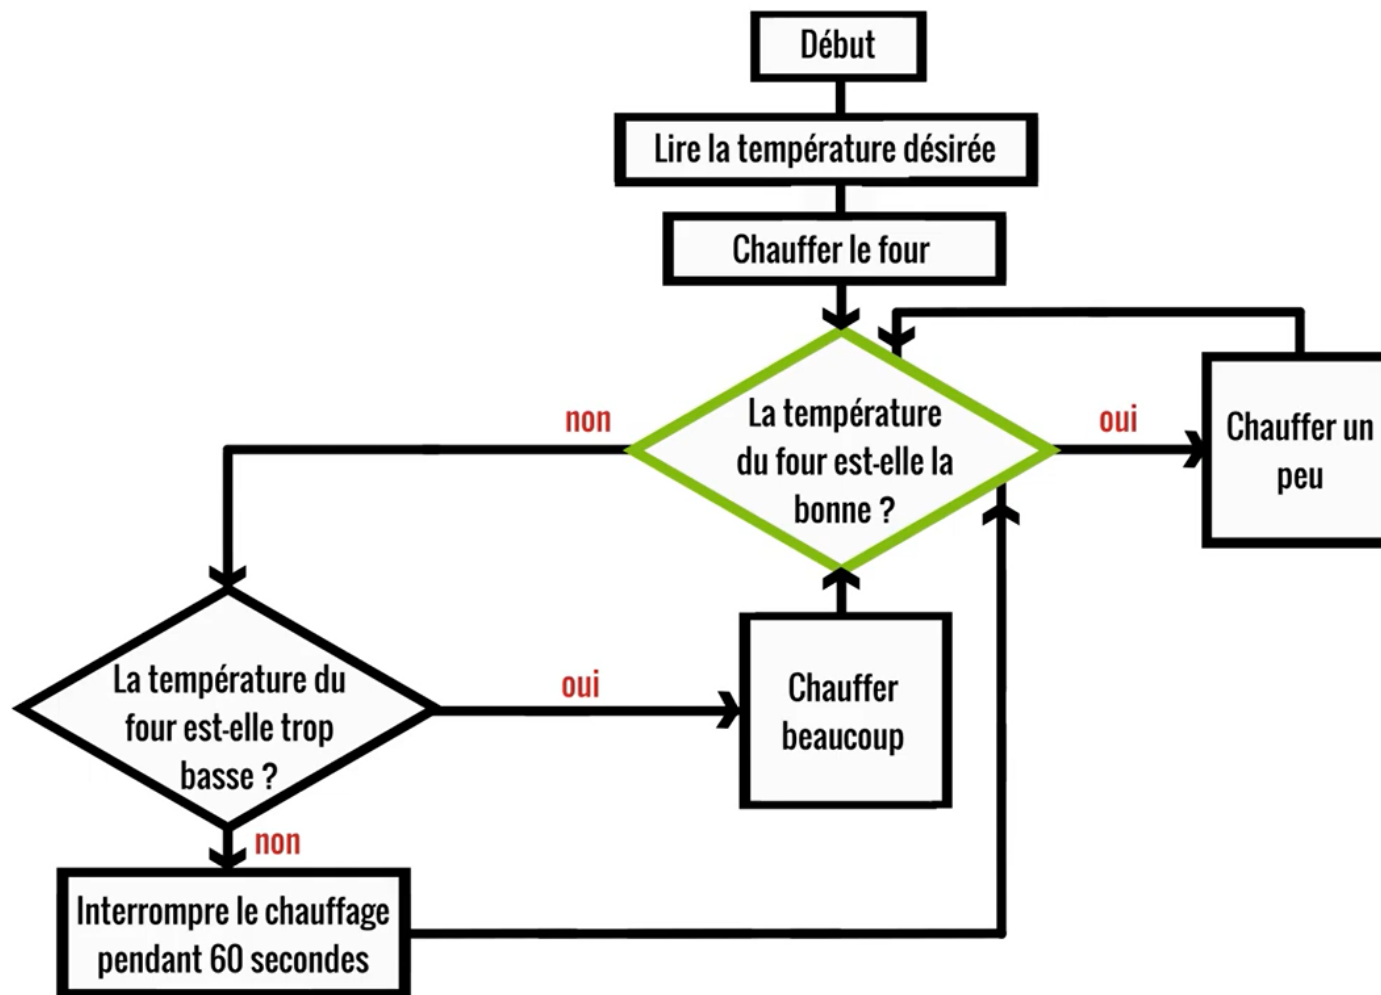 Début
Lire la température désirée
Chauffer le four
La température
du four est-elle la
bonne ?
non
oui
Chauffer un
peu
La température du
four est-elle trop
basse ?
oui
Chauffer
beaucoup
non
Interrompre le chauffage
pendant 60 secondes